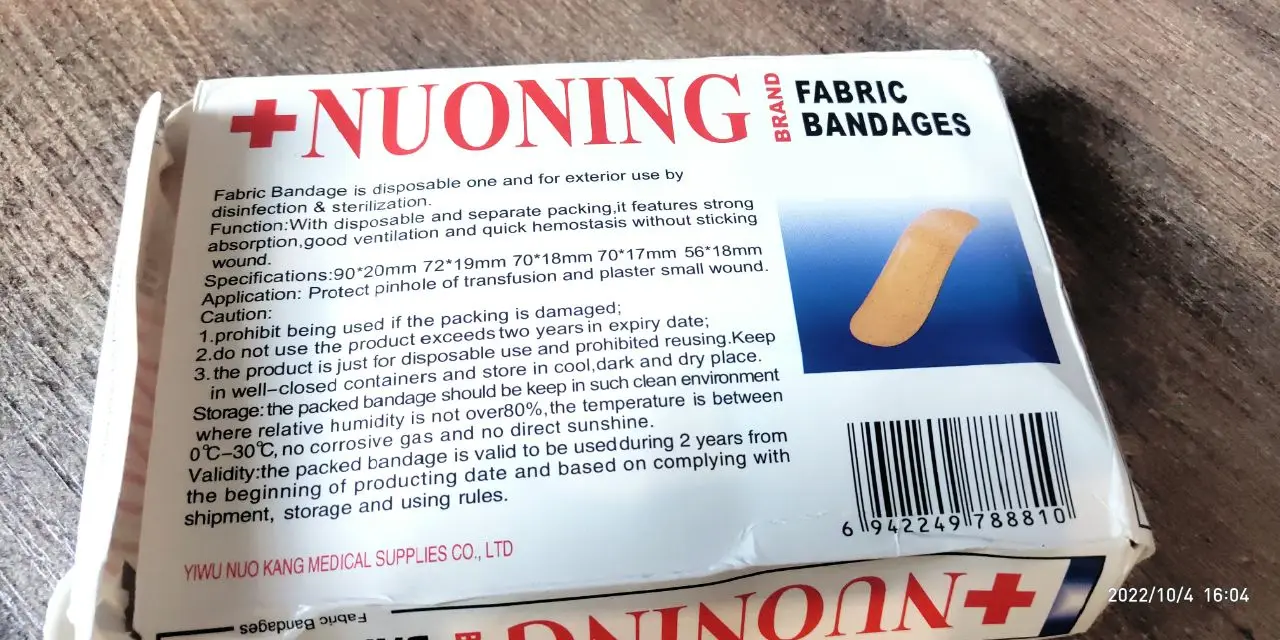 NUONING BRAND FABRIC
BANDAGES
Fabric Bandage is disposable one and for exterior use by
disinfection & sterilization.
Function:With disposable and separate packing,it features strong
absorption,good ventilation and quick hemostasis without sticking
wound.
Specifications:90*20mm 72*19mm 70*18mm 70*17mm 56*18mm
Application: Protect pinhole of transfusion and plaster small wound.
Caution:
1.prohibit being used if the packing is damaged;
2.do not use the product exceeds two years in expiry date;
3.the product is just for disposable use and prohibited reusing.Keep
in well-closed containers and store in cool,dark and dry place.
Storage:the packed bandage should be keep in such clean environment
where relative humidity is not over80%,the temperature is between
0℃-30℃, no corrosive gas and no direct sunshine.
Validity:the packed bandage is valid to be used during 2 years from
the beginning of producting date and based on complying with
shipment, storage and using rules.
6 942249 788810
YIWU NUO KANG MEDICAL SUPPLIES CO., LTD
2022/10/4 16:04
Fabric Bandages
NUONING